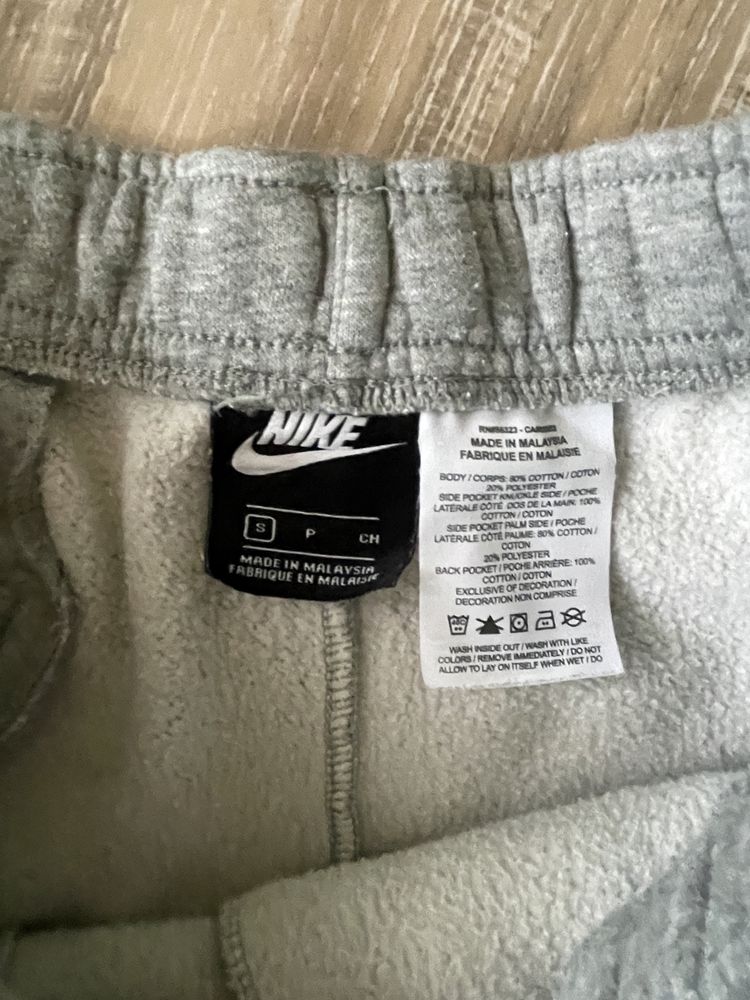 NIKE
S P CH
MADE IN MALAYSIA
FABRIQUE EN MALAISIE
MADE IN MALAYSIA
FABRIQUE EN MALAISIE
BODY / CORPS: 80% COTTON / COTON
20% POLYESTER
SIDE POCKET KNUCKLE SIDE / POCHE
LATÉRALE CÔTÉ DOS DE LA MAIN: 100%
COTTON / COTON
SIDE POCKET PALM SIDE / POCHE
LATÉRALE CÔTÉ PAUME: 80% COTTON /
COTON
20% POLYESTER
BACK POCKET / POCHE ARRIÈRE: 100%
COTTON / COTON
EXCLUSIVE OF DECORATION /
DECORATION NON COMPRISE
WASH INSIDE OUT / WASH WITH LIKE
COLORS / REMOVE IMMEDIATELY / DO NOT
ALLOW TO LAY ON ITSELF WHEN WET / DO